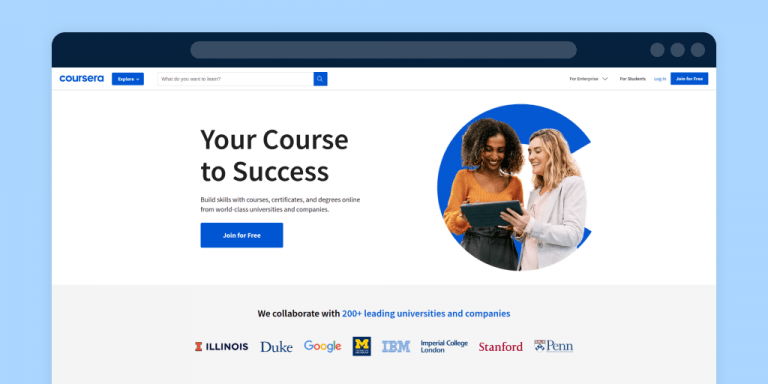 coursera
Explore
What do you want to learn?
For Enterprise
For Students
Log In
Join for Free
Your Course
to Success
Build skills with courses, certificates, and degrees online
from world-class universities and companies.
Join for Free
We collaborate with 200+ leading universities and companies
I ILLINOIS
Duke
Google
M
IBM
Imperial College
London
Stanford
Penn